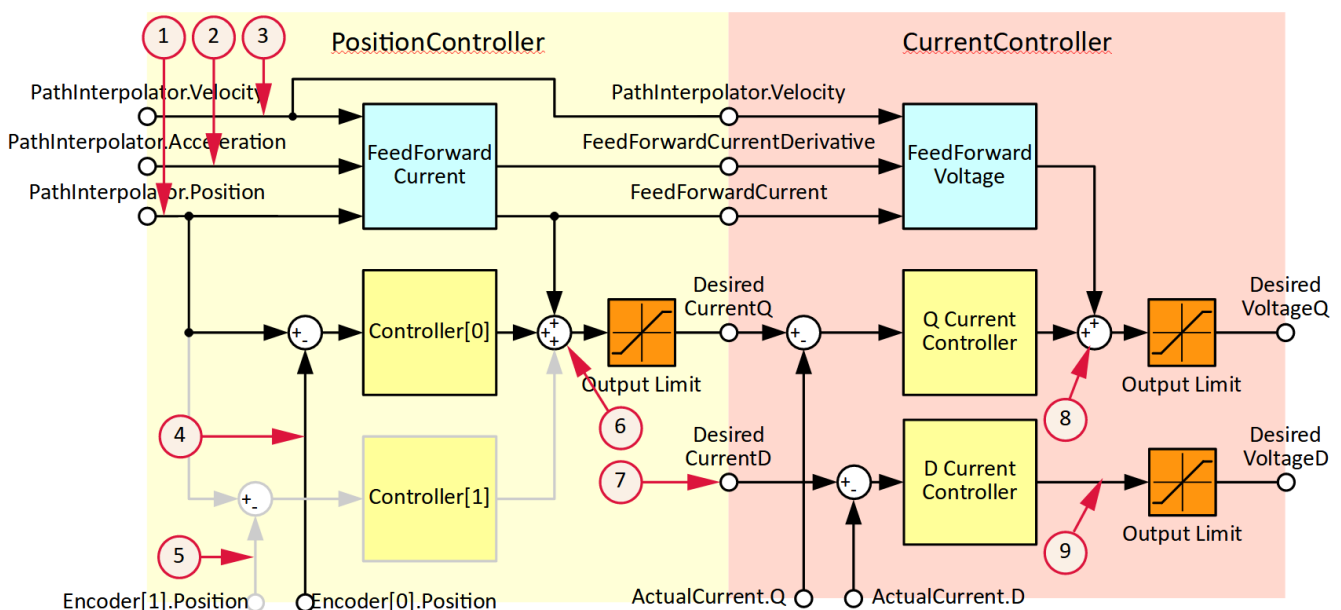 1
2
3
PositionController
CurrentController
PathInterpolator.Velocity
PathInterpolator.Velocity
PathInterpolator.Acceleration
FeedForward
Current
FeedForwardCurrentDerivative
FeedForward
Voltage
PathInterpolator.Position
FeedForwardCurrent
Desired
CurrentQ
Desired
VoltageQ
+
-
Controller[0]
+
+
+
Output Limit
+
-
Q Current
Controller
+
+
Output Limit
4
6
8
Desired
CurrentD
Desired
VoltageD
7
+
-
Controller[1]
+
-
D Current
Controller
Output Limit
5
9
Encoder[1].Position
Encoder[0].Position
ActualCurrent.Q
ActualCurrent.D